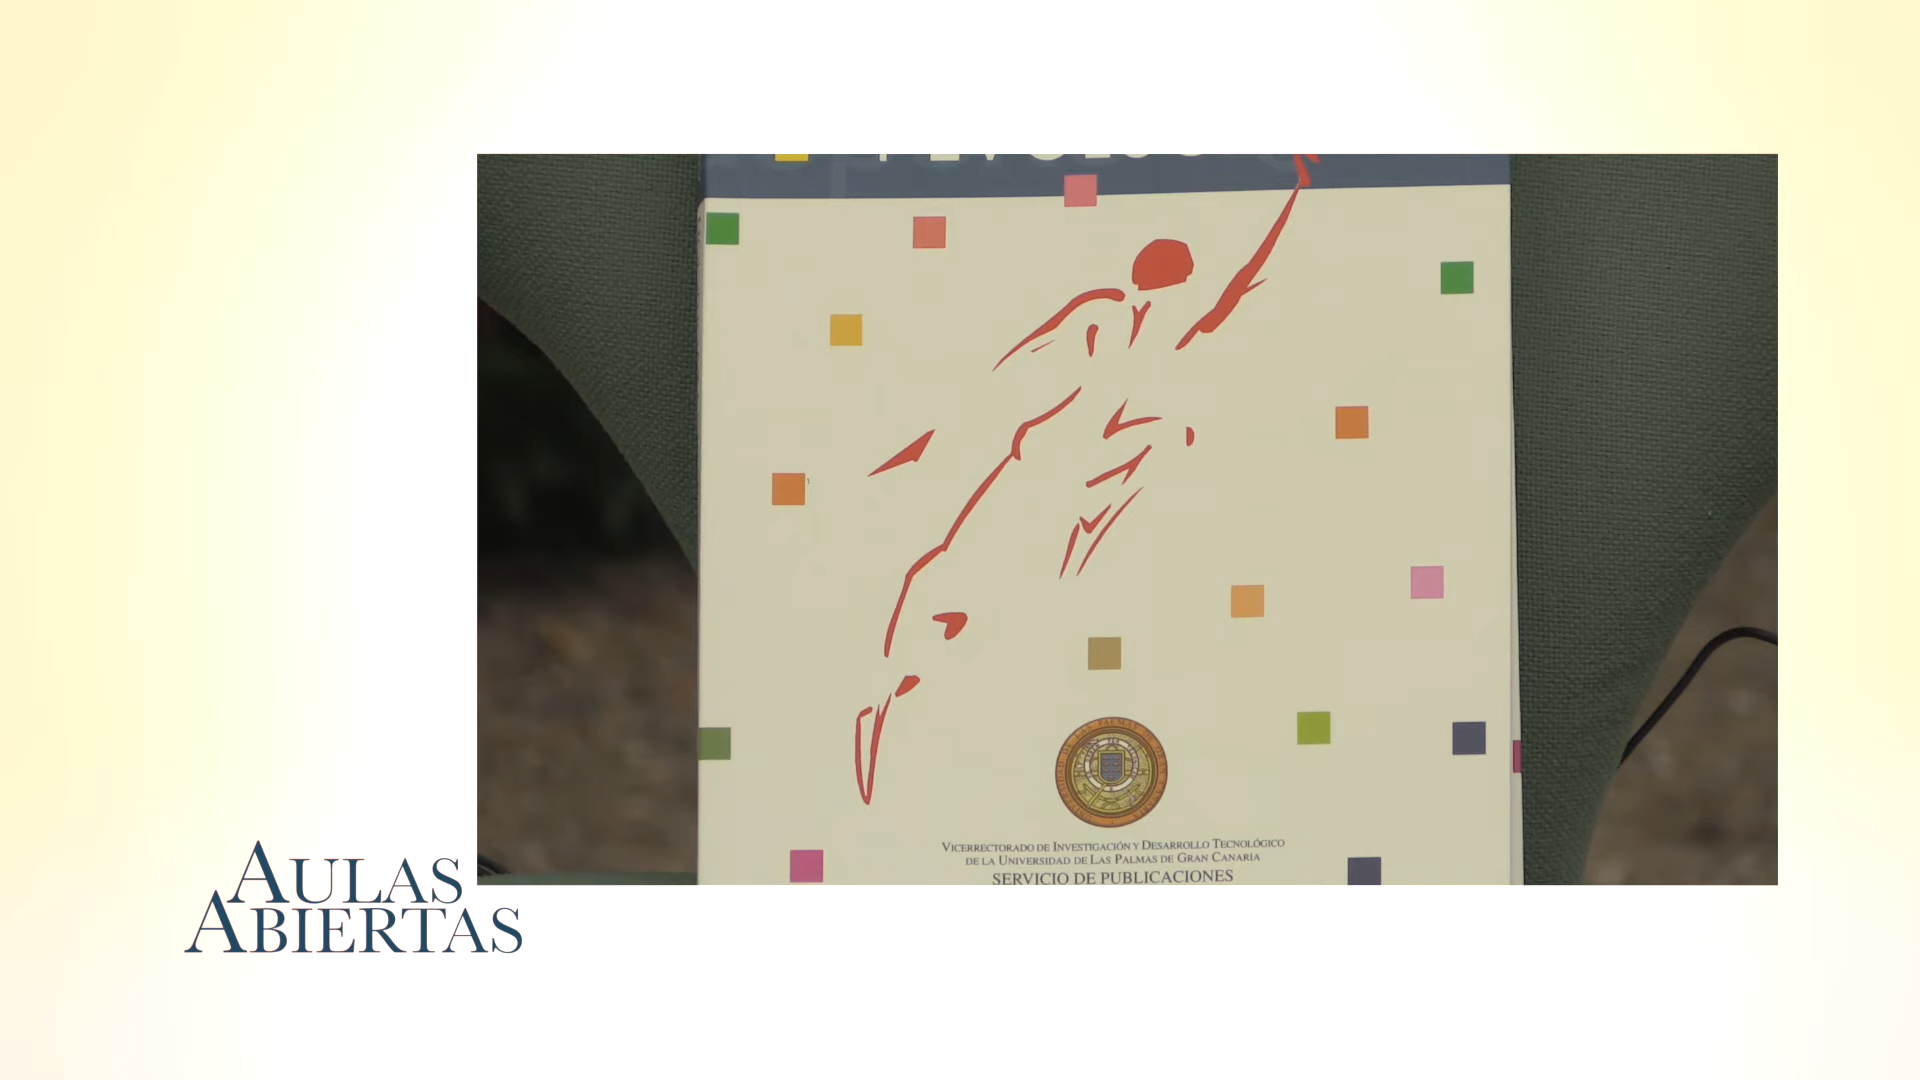 VICERRECTORADO DE INVESTIGACIÓN Y DESARROLLO TECNOLÓGICO
DE LA UNIVERSIDAD DE LAS PALMAS DE GRAN CANARIA
SERVICIO DE PUBLICACIONES
AULAS
ABIERTAS